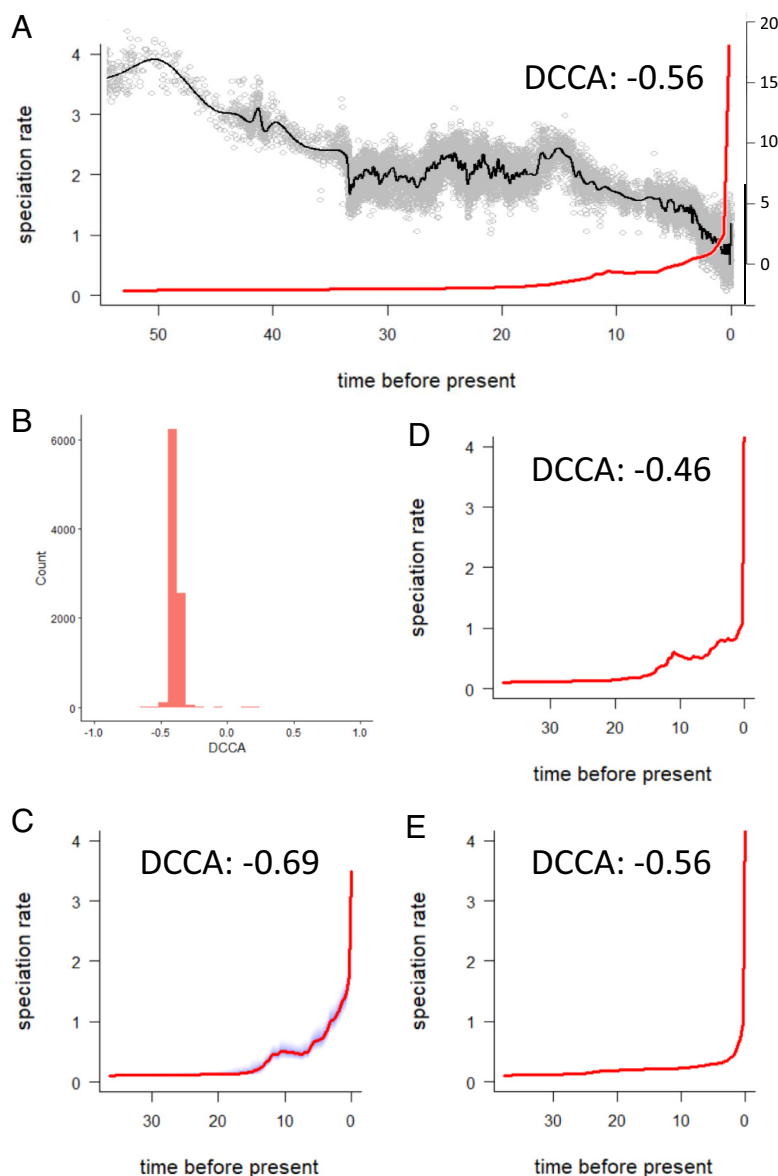 A
DCCA: -0.56
speciation rate
4
3
2
1
0
20
15
10
5
0
50 40 30 20 10 0
time before present
B
Count
6000
4000
2000
0
-1.0 -0.5 0.0 0.5 1.0
DCCA
D
DCCA: -0.46
speciation rate
4
3
2
1
0
30 20 10 0
time before present
C
DCCA: -0.69
speciation rate
4
3
2
1
0
30 20 10 0
time before present
E
DCCA: -0.56
speciation rate
4
3
2
1
0
30 20 10 0
time before present